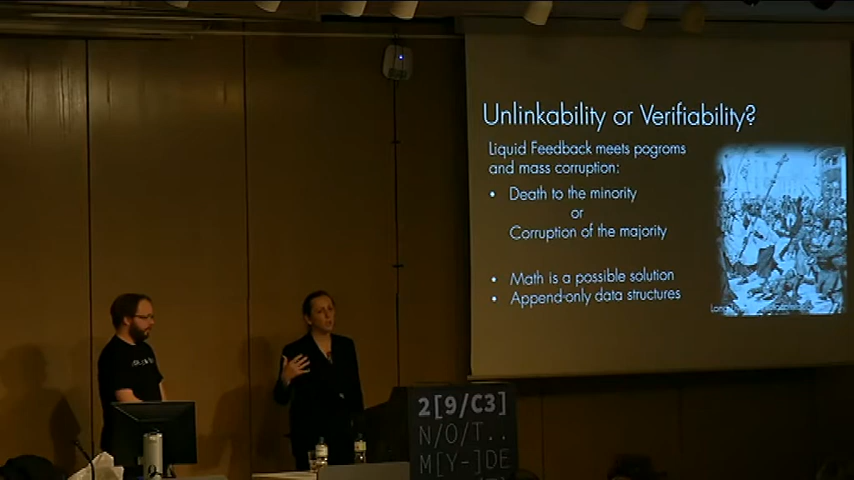 Unlinkability or Verifiability?
Liquid Feedback meets pogroms
and mass corruption:
• Death to the minority
or
Corruption of the majority
• Math is a possible solution
• Append-only data structures
2[9/C3]
N/O/T..
M[Y-]DE